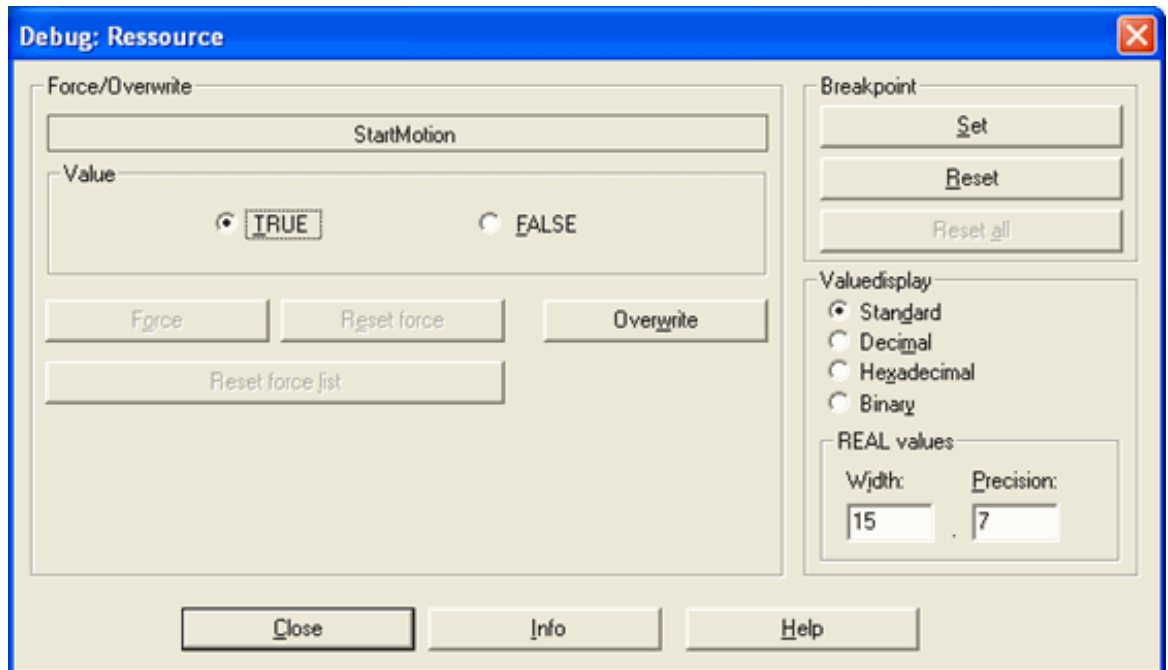 Debug: Ressource
Force/Overwrite
StartMotion
Value
TRUE
FALSE
Force
Reset force
Overwrite
Reset force list
Breakpoint
Set
Reset
Reset all
Valuedisplay
Standard
Decimal
Hexadecimal
Binary
REAL values
Width: Precision:
15 . 7
Close
Info
Help